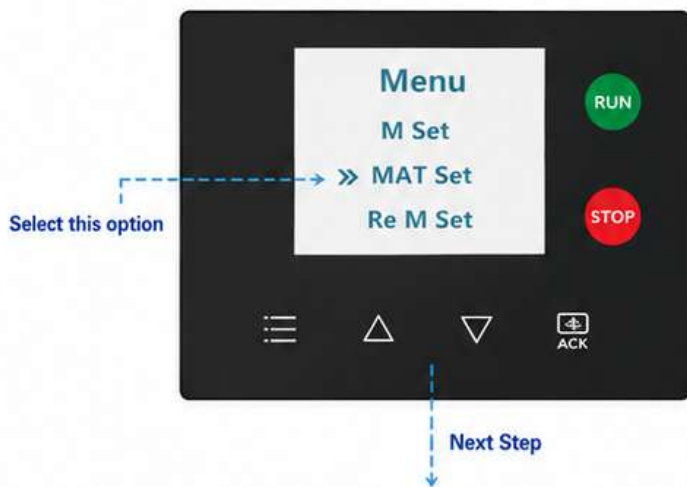 Menu
RUN
M Set
MAT Set
Select this option
Re M Set
STOP
ACK
Next Step